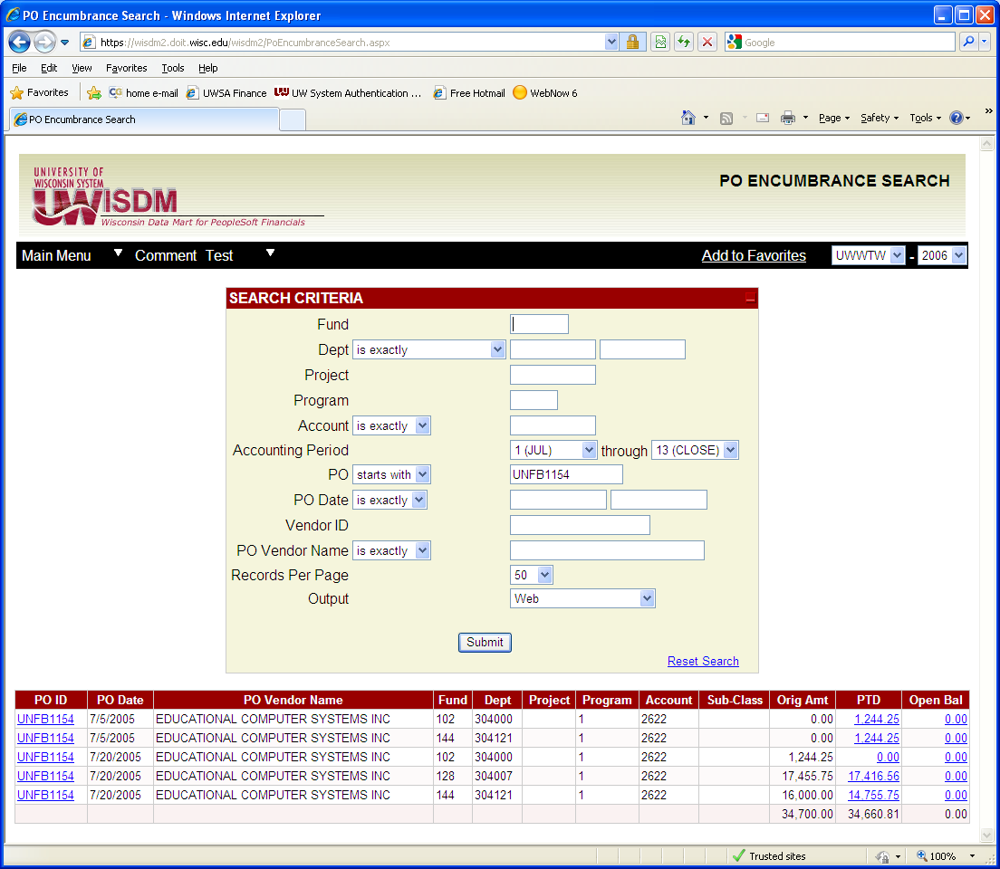 PO Encumbrance Search - Windows Internet Explorer
https://wisdm2.doit.wisc.edu/wisdm2/PoEncumbranceSearch.aspx Google
File Edit View Favorites Tools Help
Favorites home e-mail UWSA Finance UW System Authentication ... Free Hotmail WebNow 6
PO Encumbrance Search Page Safety Tools »
UNIVERSITY OF
WISCONSIN SYSTEM
UWISDM
Wisconsin Data Mart for PeopleSoft Financials
PO ENCUMBRANCE SEARCH
Main Menu Comment Test Add to Favorites UWWTW - 2006
SEARCH CRITERIA
Fund
Dept is exactly
Project
Program
Account is exactly
Accounting Period 1 (JUL) through 13 (CLOSE)
PO starts with UNFB1154
PO Date is exactly
Vendor ID
PO Vendor Name is exactly
Records Per Page 50
Output Web
Submit
Reset Search
PO ID PO Date PO Vendor Name Fund Dept Project Program Account Sub-Class Orig Amt PTD Open Bal
UNFB1154 7/5/2005 EDUCATIONAL COMPUTER SYSTEMS INC 102 304000 1 2622 0.00 1,244.25 0.00
UNFB1154 7/5/2005 EDUCATIONAL COMPUTER SYSTEMS INC 144 304121 1 2622 0.00 1,244.25 0.00
UNFB1154 7/20/2005 EDUCATIONAL COMPUTER SYSTEMS INC 102 304000 1 2622 1,244.25 0.00 0.00
UNFB1154 7/20/2005 EDUCATIONAL COMPUTER SYSTEMS INC 128 304007 1 2622 17,455.75 17,416.56 0.00
UNFB1154 7/20/2005 EDUCATIONAL COMPUTER SYSTEMS INC 144 304121 1 2622 16,000.00 14,755.75 0.00
34,700.00 34,660.81 0.00
Trusted sites 100%